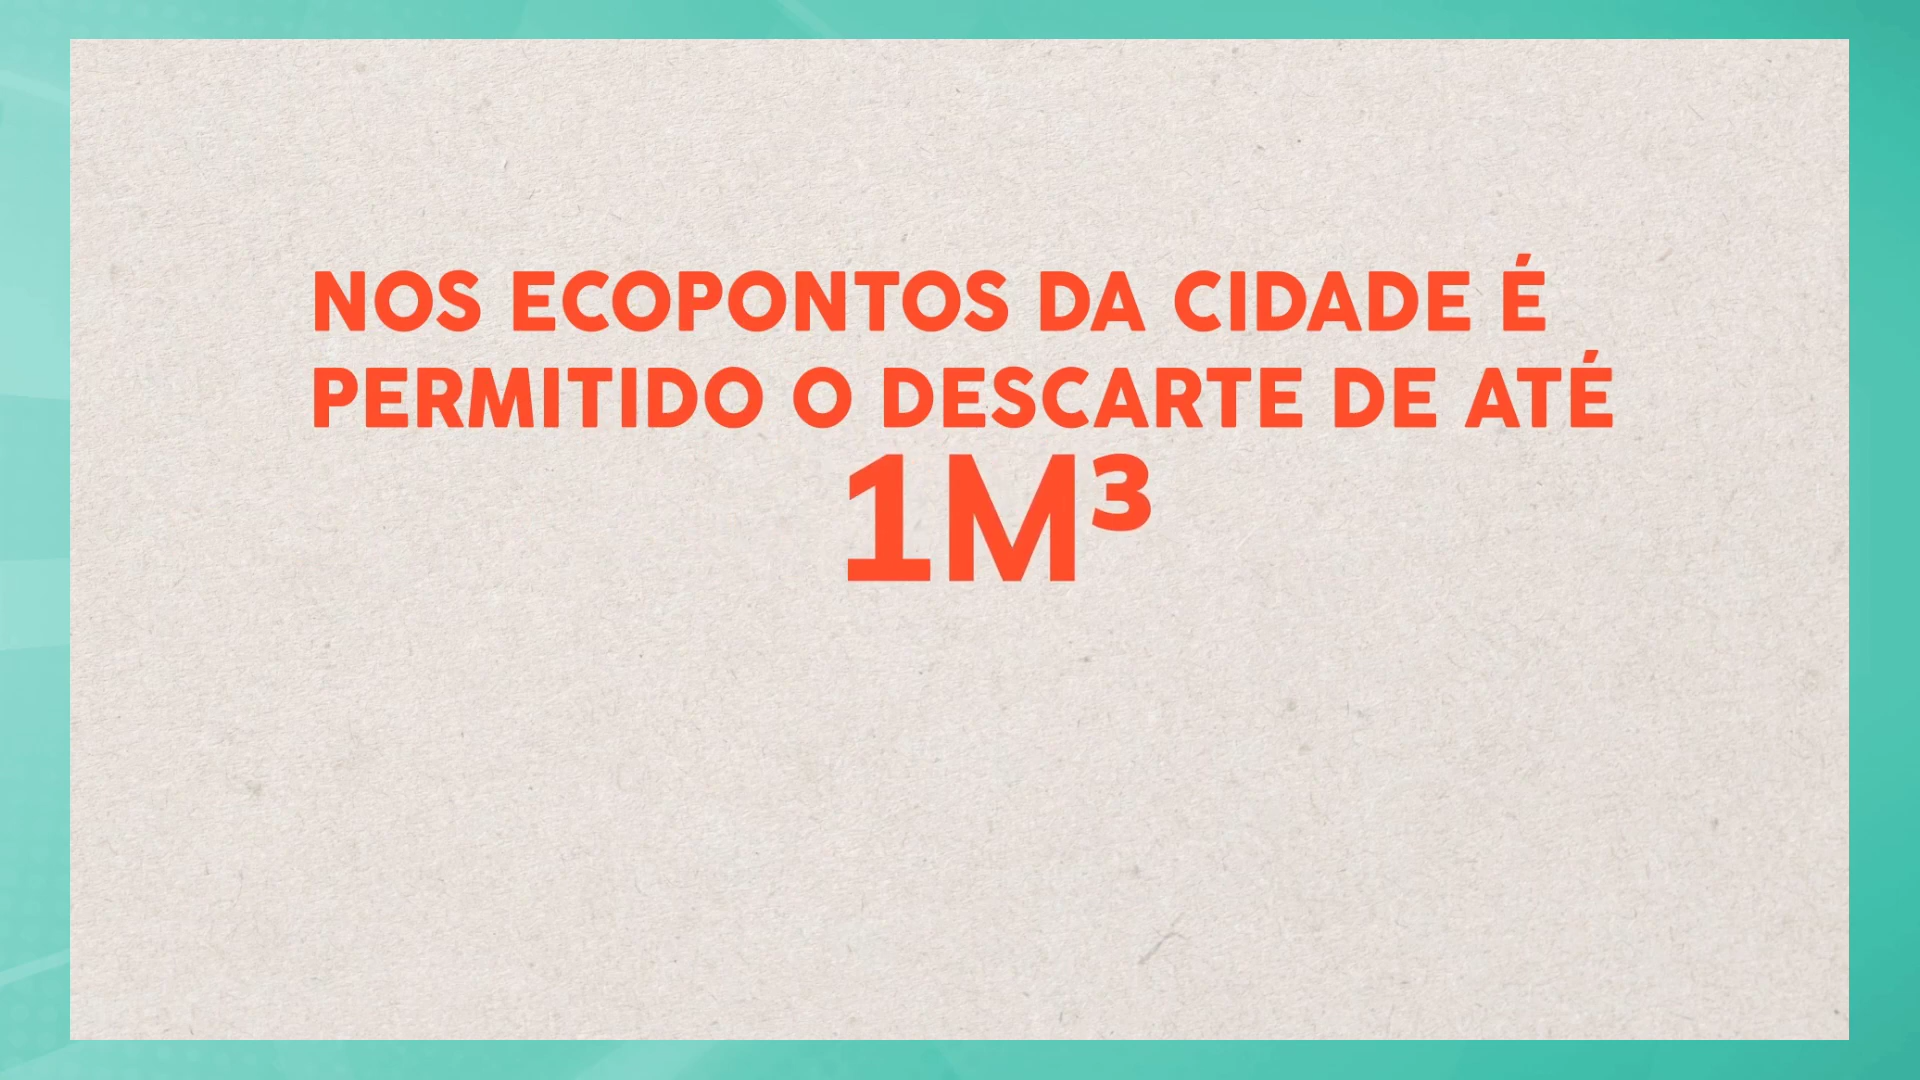 NOS ECOPONTOS DA CIDADE É
PERMITIDO O DESCARTE DE ATÉ
1M³